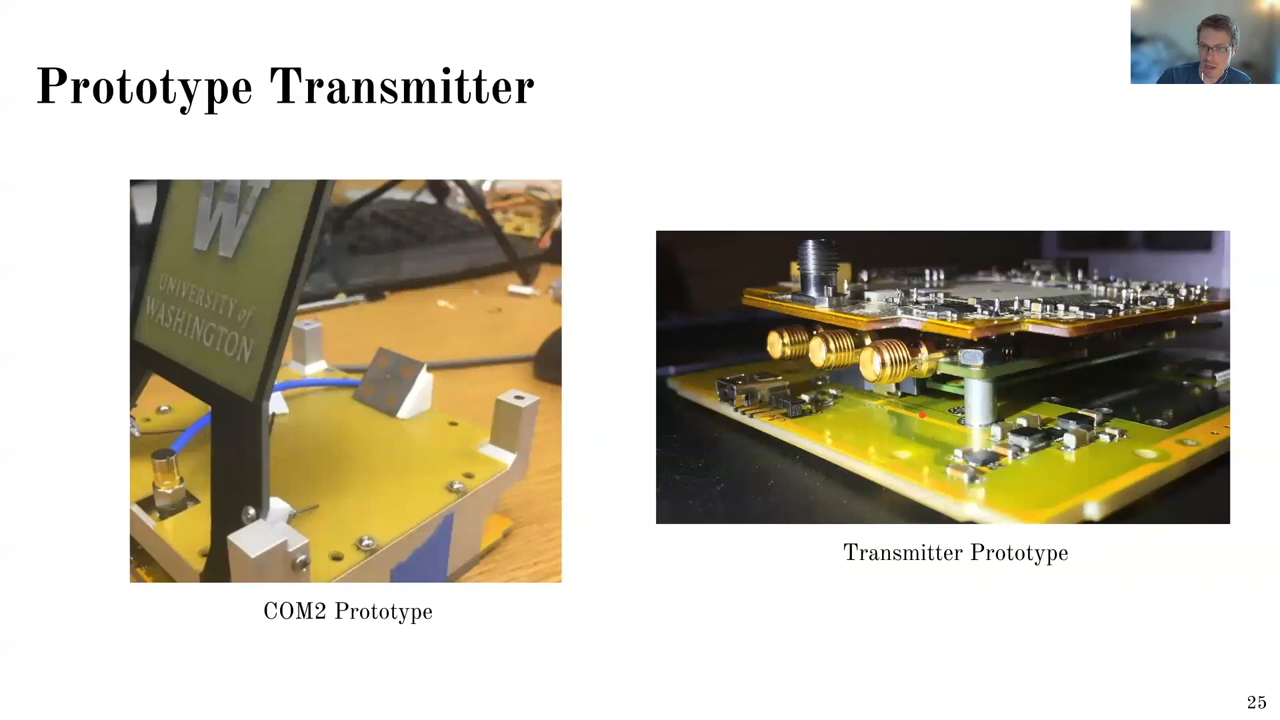 Prototype Transmitter
W
UNIVERSITY of
WASHINGTON
Transmitter Prototype
COM2 Prototype
25